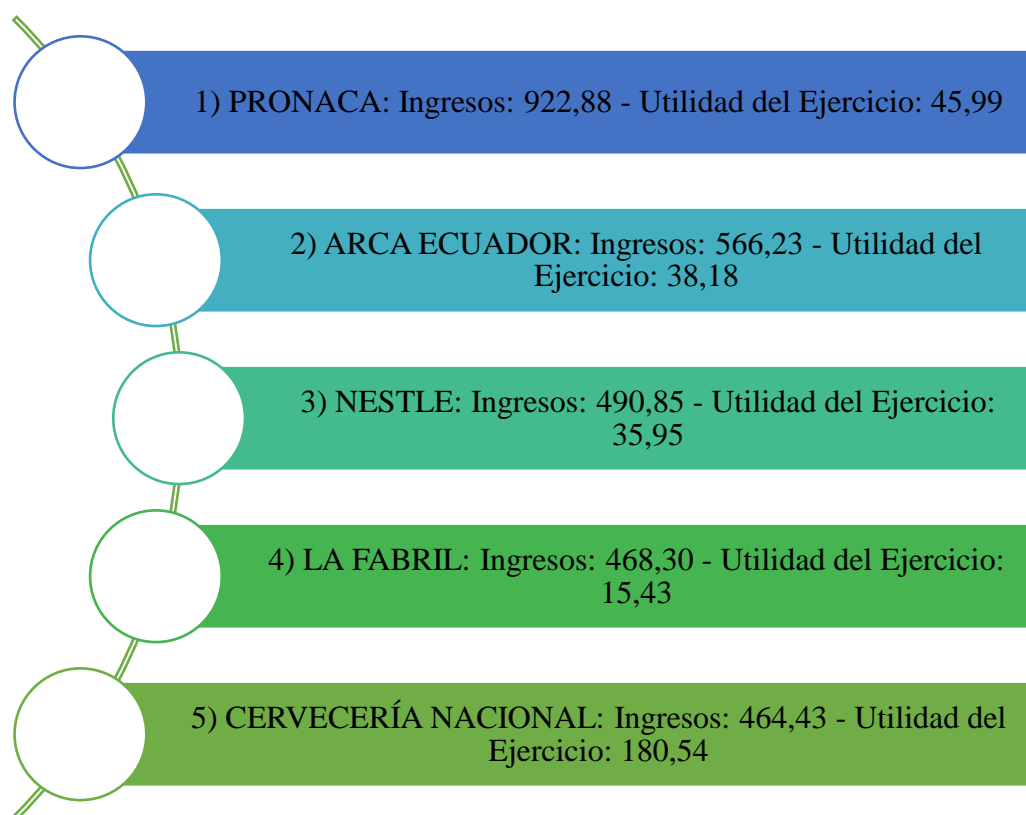 1) PRONACA: Ingresos: 922,88 - Utilidad del Ejercicio: 45,99
2) ARCA ECUADOR: Ingresos: 566,23 - Utilidad del
Ejercicio: 38,18
3) NESTLE: Ingresos: 490,85 - Utilidad del Ejercicio:
35,95
4) LA FABRIL: Ingresos: 468,30 - Utilidad del Ejercicio:
15,43
5) CERVECERÍA NACIONAL: Ingresos: 464,43 - Utilidad del
Ejercicio: 180,54